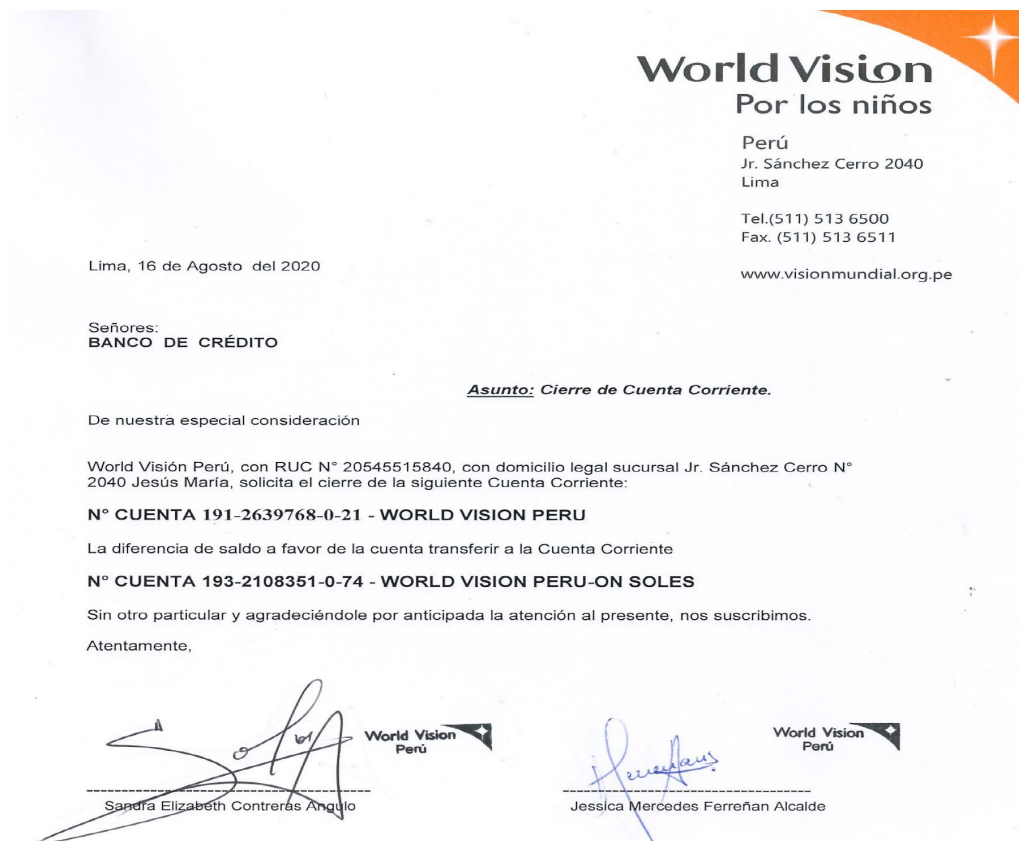 World Vision
Por los niños
Perú
Jr. Sánchez Cerro 2040
Lima
Tel.(511) 513 6500
Fax. (511) 513 6511
www.visionmundial.org.pe
Lima, 16 de Agosto del 2020
Señores:
BANCO DE CRÉDITO
Asunto: Cierre de Cuenta Corriente.
De nuestra especial consideración
World Visión Perú, con RUC N° 20545515840, con domicilio legal sucursal Jr. Sánchez Cerro N°
2040 Jesús María, solicita el cierre de la siguiente Cuenta Corriente:
N° CUENTA 191-2639768-0-21 - WORLD VISION PERU
La diferencia de saldo a favor de la cuenta transferir a la Cuenta Corriente
N° CUENTA 193-2108351-0-74 - WORLD VISION PERU-ON SOLES
Sin otro particular y agradeciéndole por anticipada la atención al presente, nos suscribimos.
Atentamente,
World Vision
Perú
World Vision
Perú
Sandra Elizabeth Contreras Angulo
Jessica Mercedes Ferreñan Alcalde